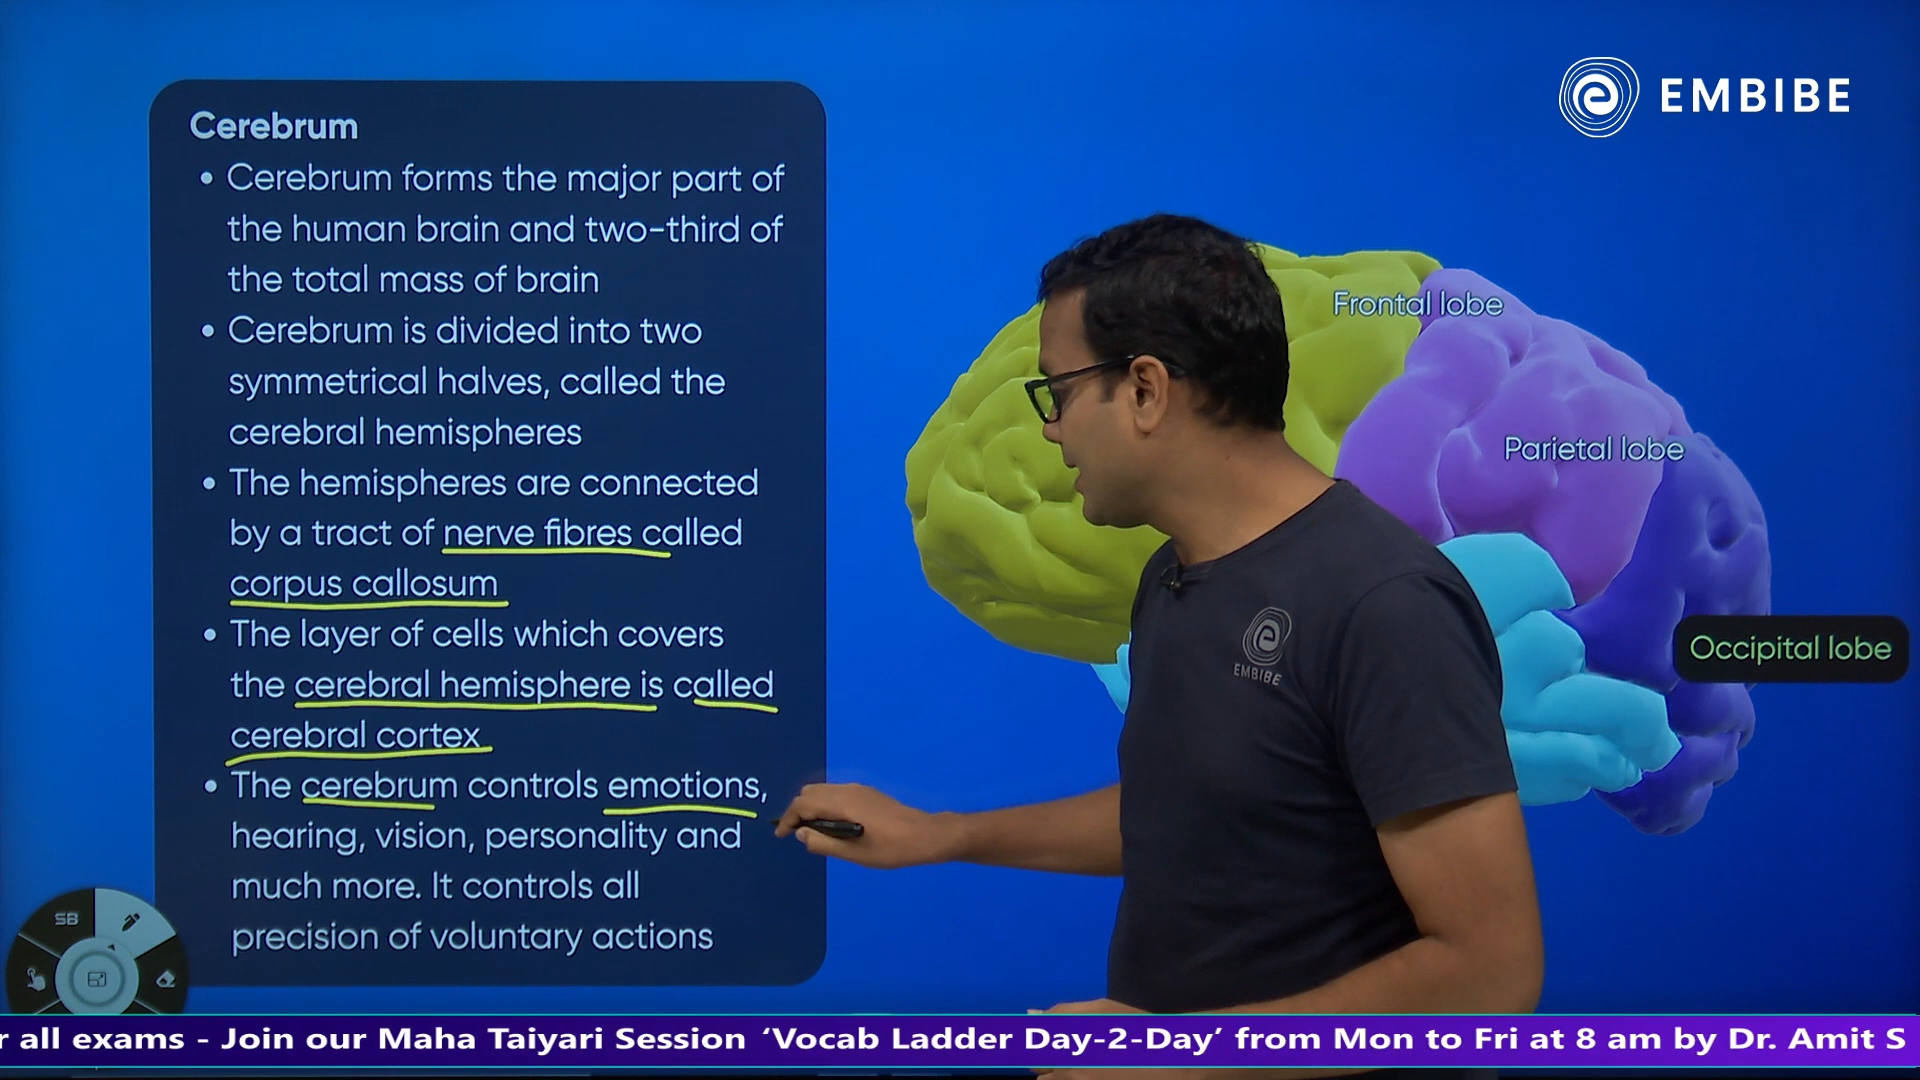 EMBIBE
Cerebrum
• Cerebrum forms the major part of
the human brain and two-third of
the total mass of brain
• Cerebrum is divided into two
symmetrical halves, called the
cerebral hemispheres
• The hemispheres are connected
by a tract of nerve fibres called
corpus callosum
• The layer of cells which covers
the cerebral hemisphere is called
cerebral cortex
• The cerebrum controls emotions,
hearing, vision, personality and
much more. It controls all
precision of voluntary actions
Frontal lobe
Parietal lobe
Occipital lobe
EMBIBE
SB
r all exams - Join our Maha Taiyari Session ‘Vocab Ladder Day-2-Day’ from Mon to Fri at 8 am by Dr. Amit S